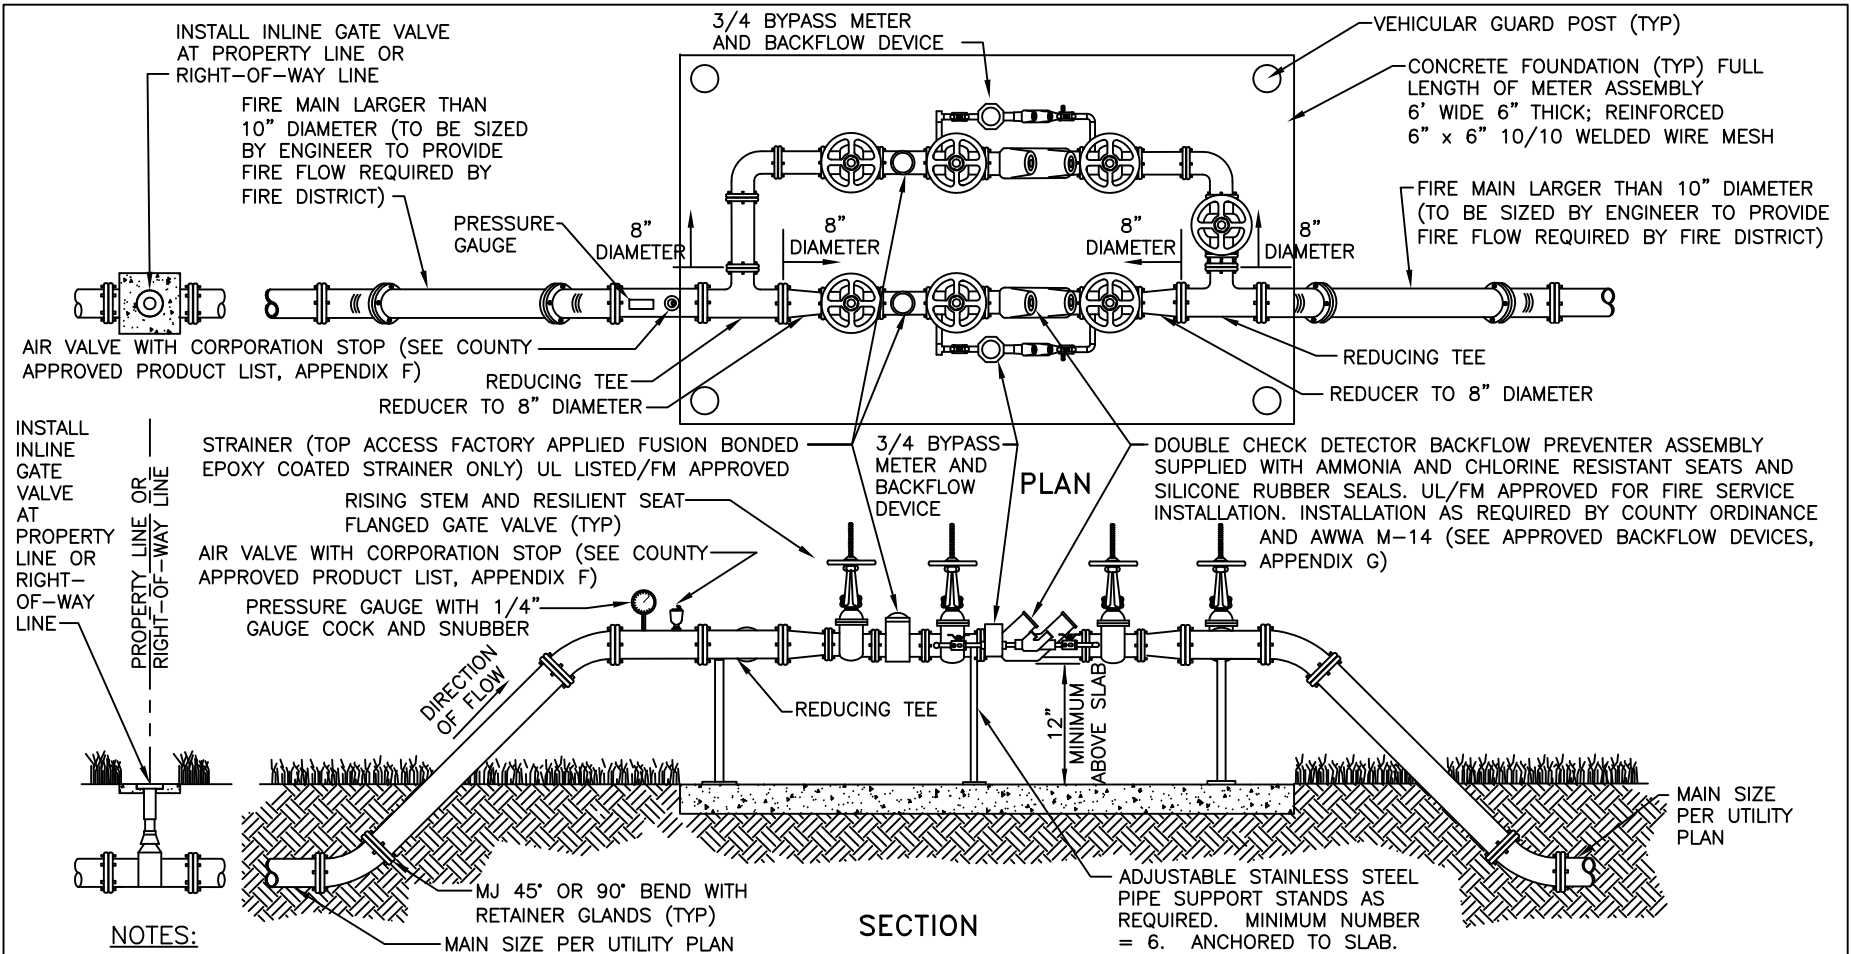 INSTALL INLINE GATE VALVE
AT PROPERTY LINE OR
RIGHT-OF-WAY LINE
3/4 BYPASS METER
AND BACKFLOW DEVICE
VEHICULAR GUARD POST (TYP)
CONCRETE FOUNDATION (TYP) FULL
LENGTH OF METER ASSEMBLY
6' WIDE 6" THICK; REINFORCED
6" x 6" 10/10 WELDED WIRE MESH
FIRE MAIN LARGER THAN
10" DIAMETER (TO BE SIZED
BY ENGINEER TO PROVIDE
FIRE FLOW REQUIRED BY
FIRE DISTRICT)
PRESSURE
GAUGE
8"
DIAMETER
8"
DIAMETER
8"
DIAMETER
8"
DIAMETER
FIRE MAIN LARGER THAN 10" DIAMETER
(TO BE SIZED BY ENGINEER TO PROVIDE
FIRE FLOW REQUIRED BY FIRE DISTRICT)
AIR VALVE WITH CORPORATION STOP (SEE COUNTY
APPROVED PRODUCT LIST, APPENDIX F)
REDUCING TEE
REDUCER TO 8" DIAMETER
REDUCING TEE
REDUCER TO 8" DIAMETER
STRAINER (TOP ACCESS FACTORY APPLIED FUSION BONDED
EPOXY COATED STRAINER ONLY) UL LISTED/FM APPROVED
3/4 BYPASS
METER AND
BACKFLOW
DEVICE
PLAN
DOUBLE CHECK DETECTOR BACKFLOW PREVENTER ASSEMBLY
SUPPLIED WITH AMMONIA AND CHLORINE RESISTANT SEATS AND
SILICONE RUBBER SEALS. UL/FM APPROVED FOR FIRE SERVICE
INSTALLATION. INSTALLATION AS REQUIRED BY COUNTY ORDINANCE
AND AWWA M-14 (SEE APPROVED BACKFLOW DEVICES,
APPENDIX G)
INSTALL
INLINE
GATE
VALVE
AT
PROPERTY
LINE OR
RIGHT-
OF-WAY
LINE
PROPERTY LINE OR
RIGHT-OF-WAY LINE
RISING STEM AND RESILIENT SEAT
FLANGED GATE VALVE (TYP)
AIR VALVE WITH CORPORATION STOP (SEE COUNTY
APPROVED PRODUCT LIST, APPENDIX F)
PRESSURE GAUGE WITH 1/4"
GAUGE COCK AND SNUBBER
DIRECTION
OF FLOW
REDUCING TEE
12"
MINIMUM
ABOVE SLAB
MAIN SIZE
PER UTILITY
PLAN
MJ 45° OR 90° BEND WITH
RETAINER GLANDS (TYP)
MAIN SIZE PER UTILITY PLAN
SECTION
ADJUSTABLE STAINLESS STEEL
PIPE SUPPORT STANDS AS
REQUIRED. MINIMUM NUMBER
= 6. ANCHORED TO SLAB.
NOTES: